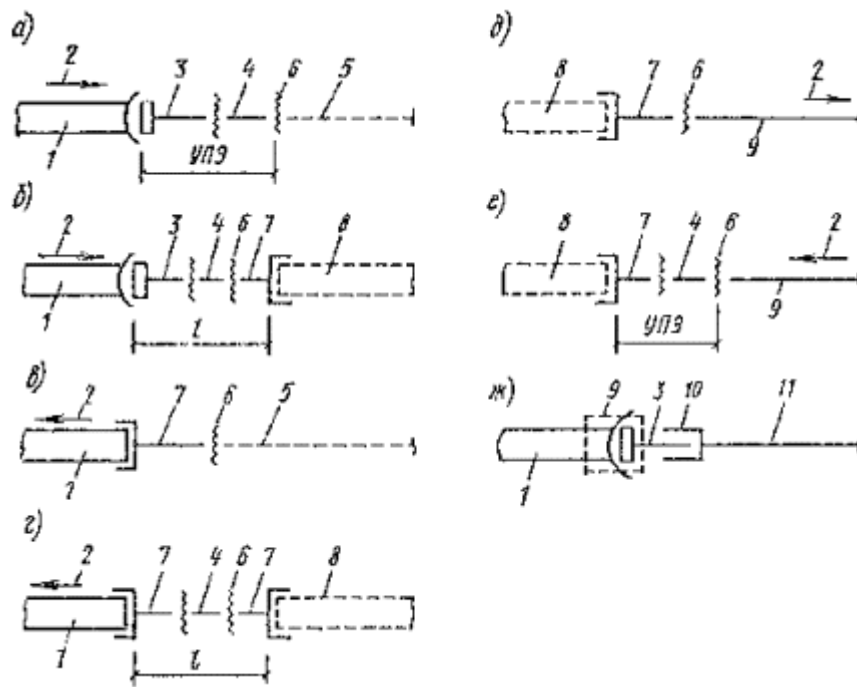 а)
2 3 4 6 5
1 УПЭ
б)
2 3 4 6 7 8
1 l
в)
2 7 6 5
1
г)
2 7 4 6 7 8
1 l
д)
8 7 6 2
9
е)
8 7 4 6 2
УПЭ 9
ж)
9 3 10 11
1